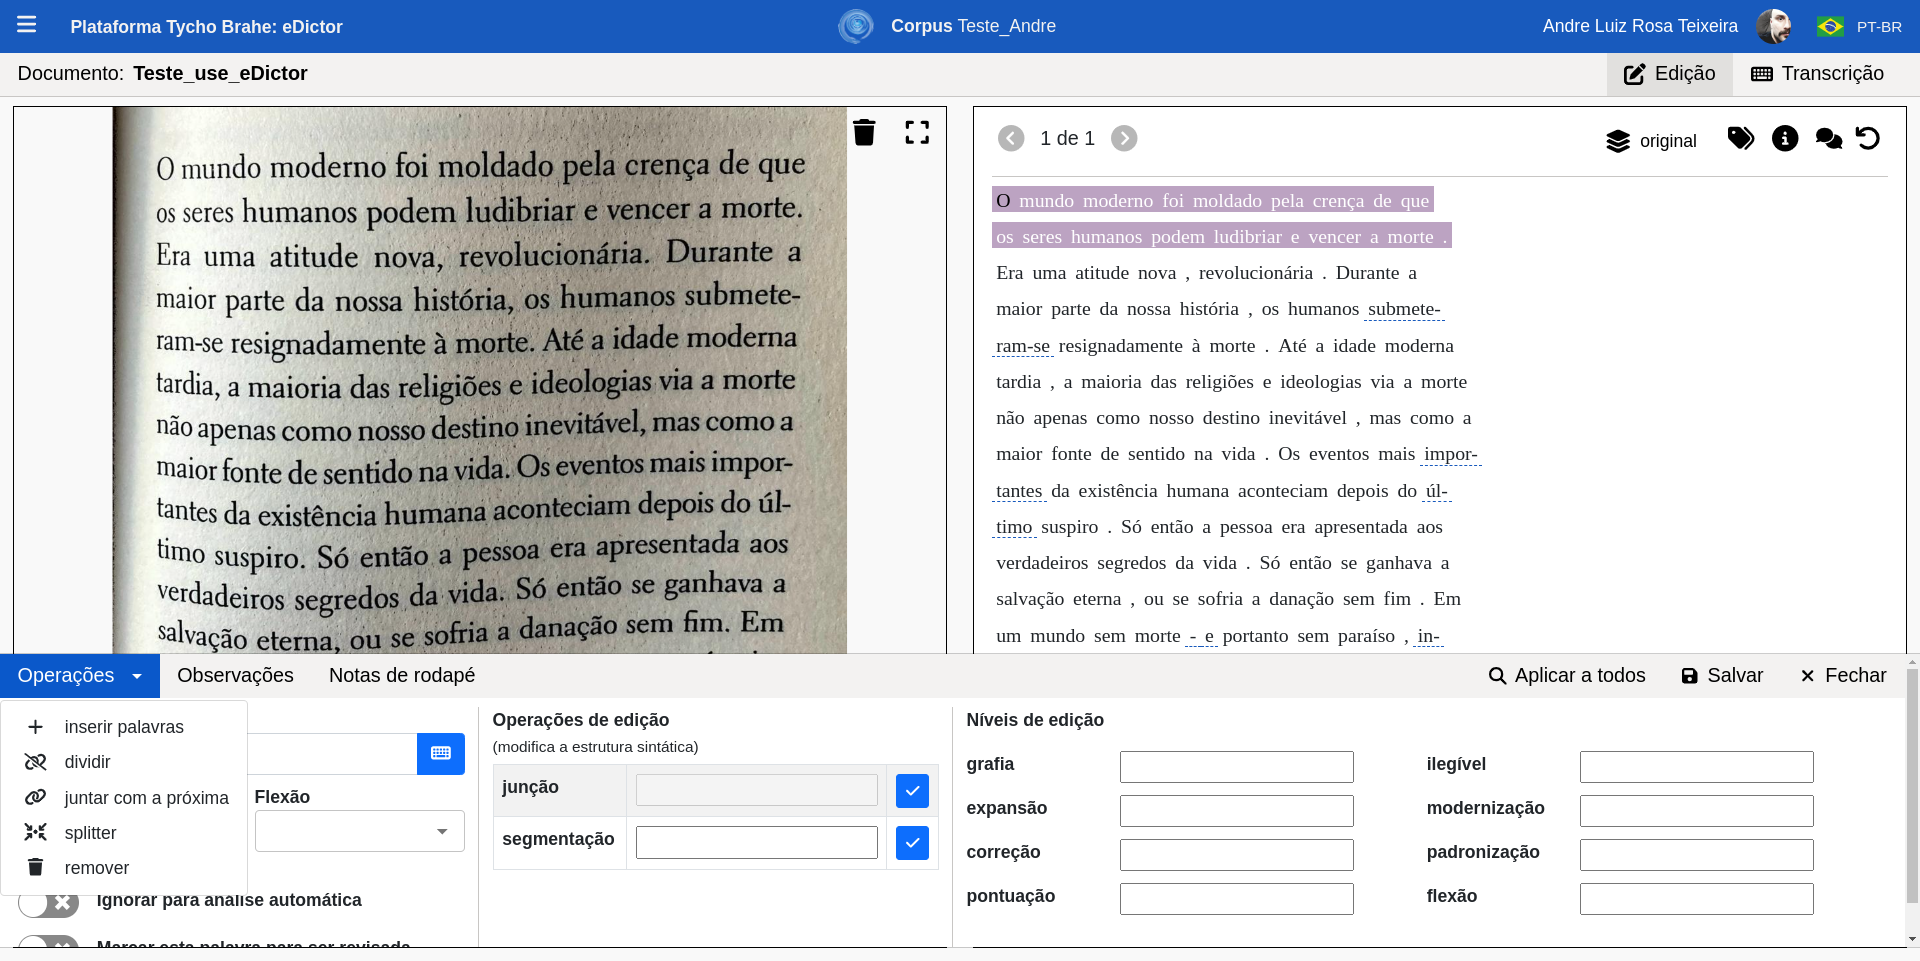 Plataforma Tycho Brahe: eDictor
Corpus Teste_Andre
Andre Luiz Rosa Teixeira
PT-BR
Documento: Teste_use_eDictor
Edição
Transcrição
O mundo moderno foi moldado pela crença de que
os seres humanos podem ludibriar e vencer a morte.
Era uma atitude nova, revolucionária. Durante a
maior parte da nossa história, os humanos submete-
ram-se resignadamente à morte. Até a idade moderna
tardia, a maioria das religiões e ideologias via a morte
não apenas como nosso destino inevitável, mas como a
maior fonte de sentido na vida. Os eventos mais impor-
tantes da existência humana aconteciam depois do úl-
timo suspiro. Só então a pessoa era apresentada aos
verdadeiros segredos da vida. Só então se ganhava a
salvação eterna, ou se sofria a danação sem fim. Em
1 de 1
original
O mundo moderno foi moldado pela crença de que
os seres humanos podem ludibriar e vencer a morte .
Era uma atitude nova , revolucionária . Durante a
maior parte da nossa história , os humanos submete-
ram-se resignadamente à morte . Até a idade moderna
tardia , a maioria das religiões e ideologias via a morte
não apenas como nosso destino inevitável , mas como a
maior fonte de sentido na vida . Os eventos mais impor-
tantes da existência humana aconteciam depois do úl-
timo suspiro . Só então a pessoa era apresentada aos
verdadeiros segredos da vida . Só então se ganhava a
salvação eterna , ou se sofria a danação sem fim . Em
um mundo sem morte - e portanto sem paraíso , in-
Operações
Observações
Notas de rodapé
Aplicar a todos
Salvar
Fechar
inserir palavras
dividir
juntar com a próxima
splitter
remover
Flexão
Ignorar para análise automática
Marcar esta palavra para ser revisada
Operações de edição
(modifica a estrutura sintática)
junção
segmentação
Níveis de edição
grafia
ilegível
expansão
modernização
correção
padronização
pontuação
flexão